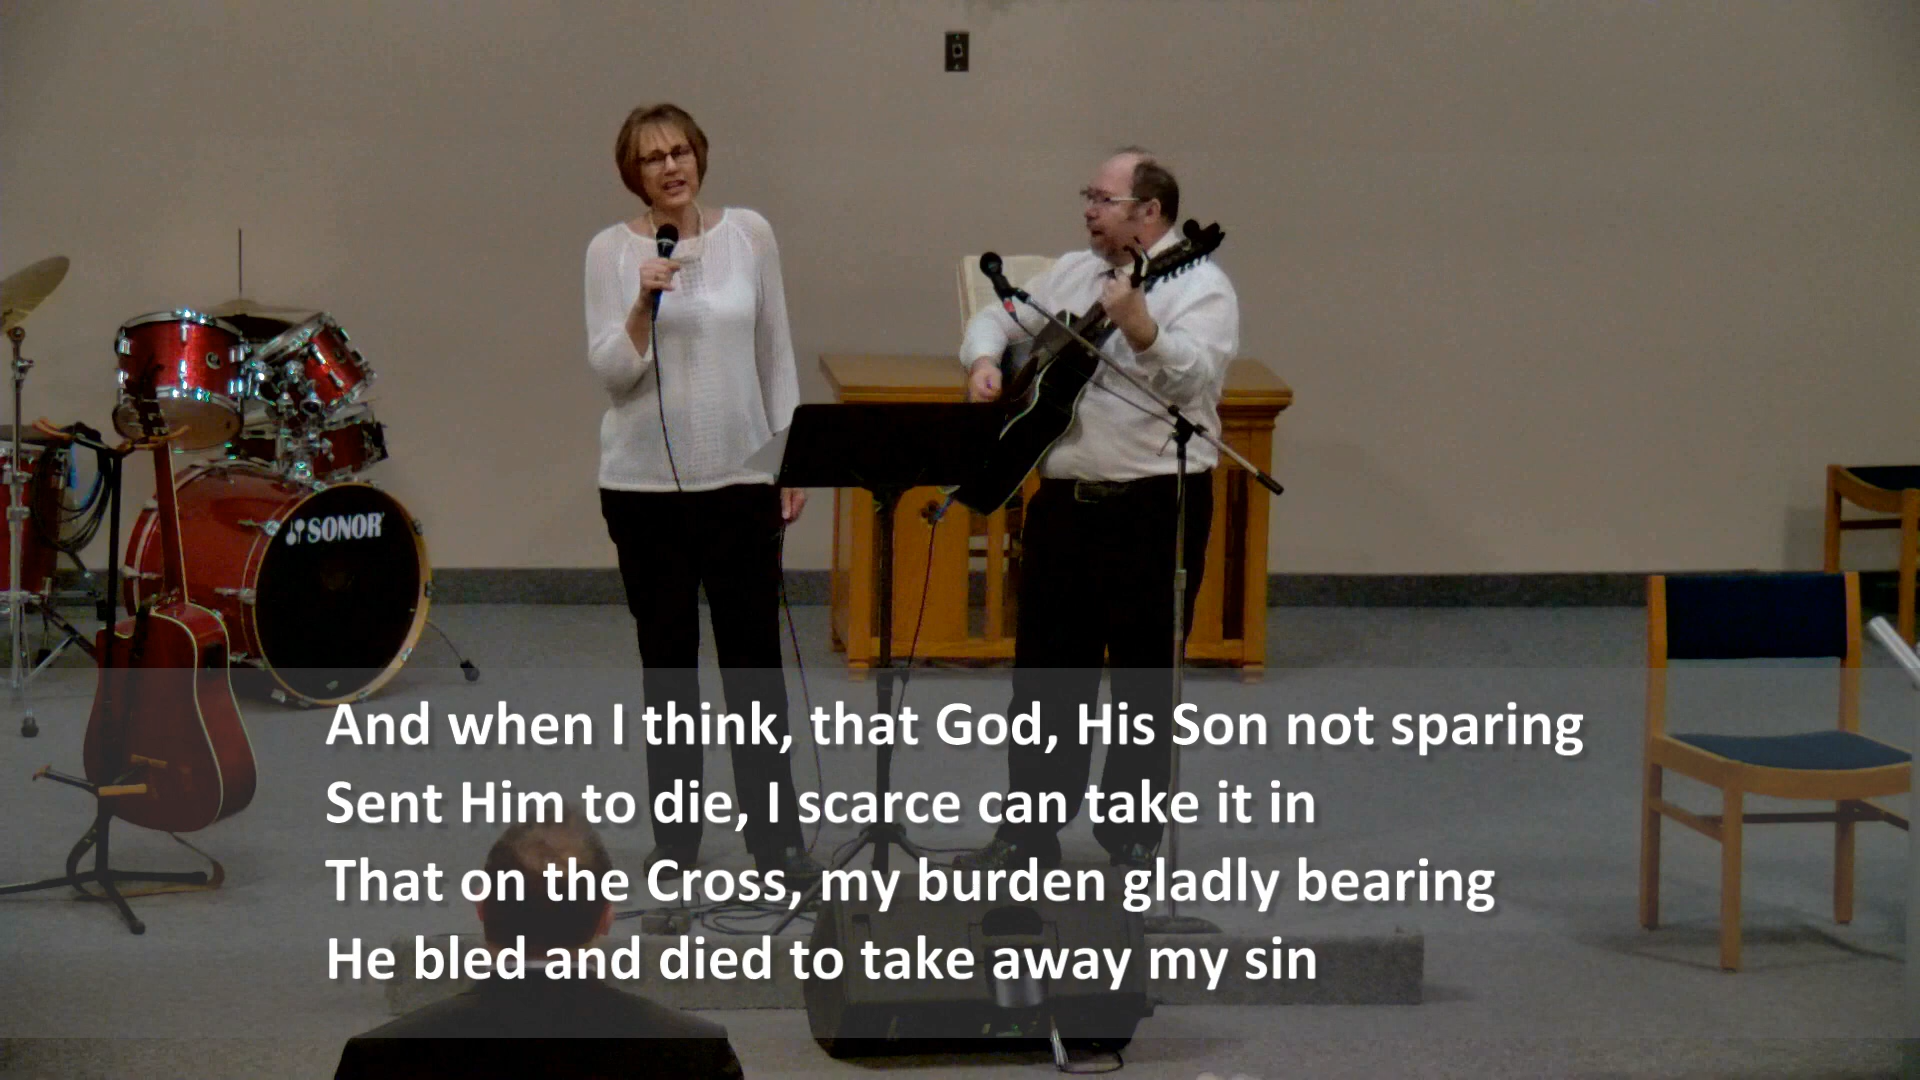 SONOR
And when I think, that God, His Son not sparing
Sent Him to die, I scarce can take it in
That on the Cross, my burden gladly bearing
He bled and died to take away my sin